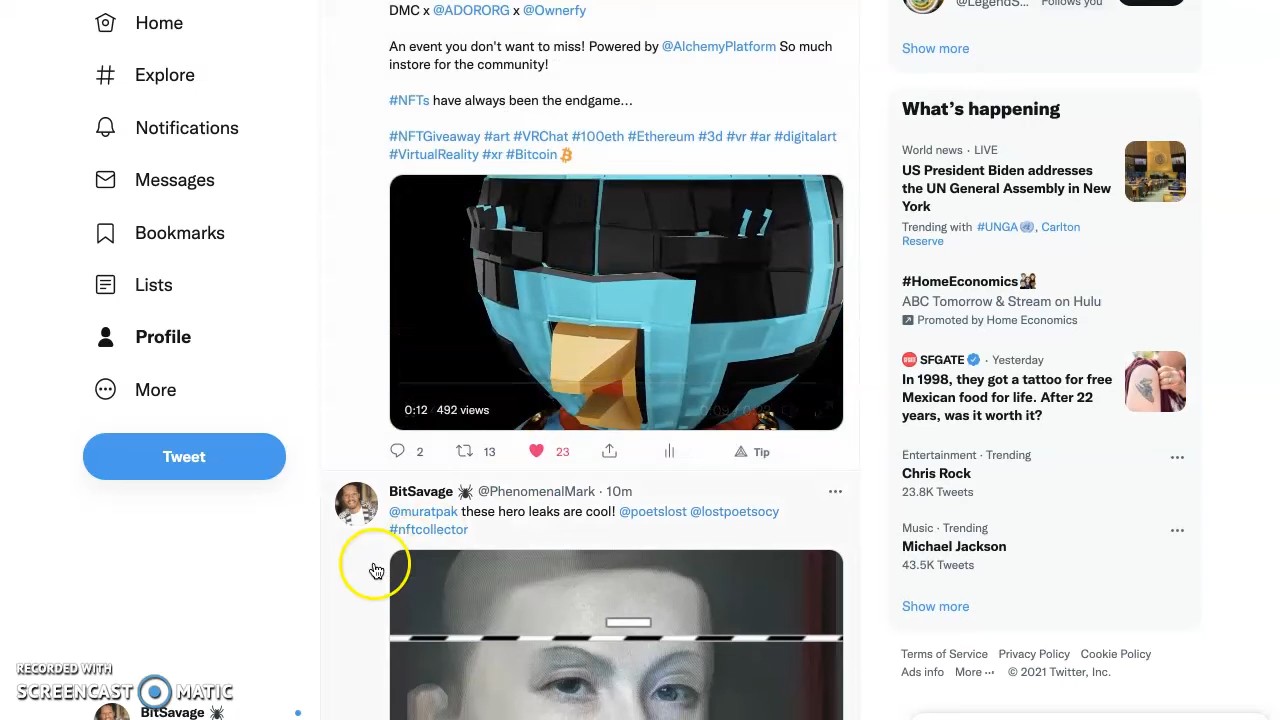 Home
Explore
Notifications
Messages
Bookmarks
Lists
Profile
More
Tweet
RECORDED WITH
SCREENCAST MATIC
BitSavage
DMC x @ADORORG x @Ownerfy
An event you don't want to miss! Powered by @AlchemyPlatform So much
instore for the community!
#NFTs have always been the endgame...
#NFTGiveaway #art #VRChat #100eth #Ethereum #3d #vr #ar #digitalart
#VirtualReality #xr #Bitcoin
0:12 492 views
2 13 23 Tip
BitSavage @PhenomenalMark · 10m
@muratpak these hero leaks are cool! @poetslost @lostpoetsocy
#nftcollector
@LegendS... Follows you
Show more
What's happening
World news · LIVE
US President Biden addresses
the UN General Assembly in New
York
Trending with #UNGA, Carlton
Reserve
#HomeEconomics
ABC Tomorrow & Stream on Hulu
Promoted by Home Economics
SFGATE · Yesterday
In 1998, they got a tattoo for free
Mexican food for life. After 22
years, was it worth it?
Entertainment · Trending
Chris Rock
23.8K Tweets
Music · Trending
Michael Jackson
43.5K Tweets
Show more
Terms of Service Privacy Policy Cookie Policy
Ads info More ··· © 2021 Twitter, Inc.